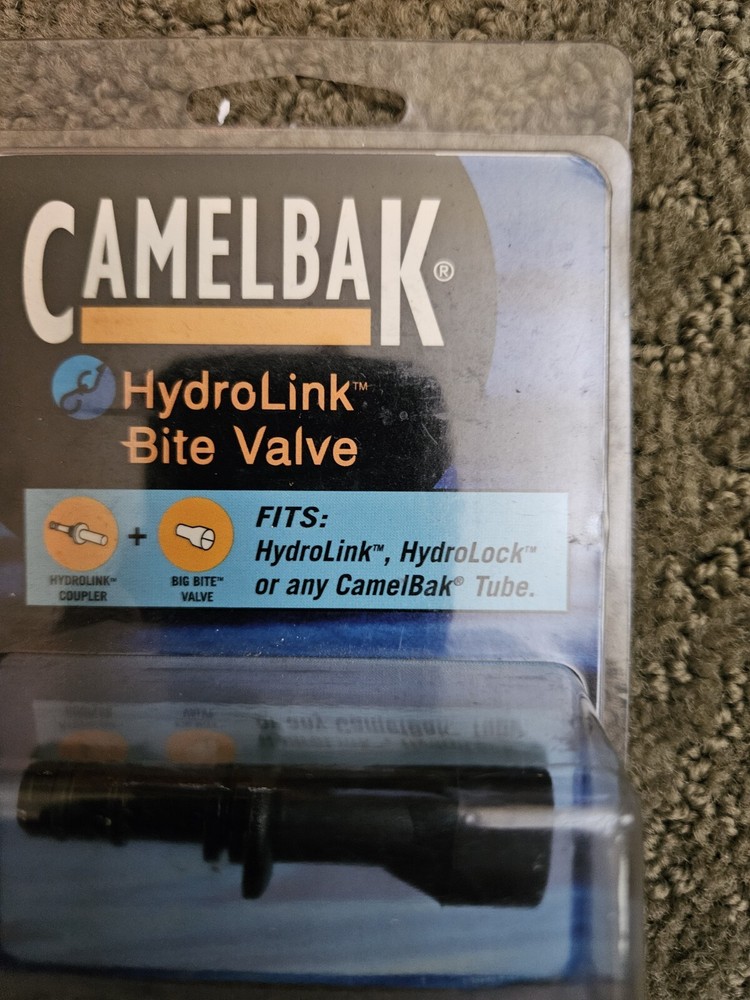 CAMELBAK®
HydroLink™
Bite Valve
HYDROLINK™
COUPLER
+
BIG BITE™
VALVE
FITS:
HydroLink™, HydroLock™
or any CamelBak® Tube.